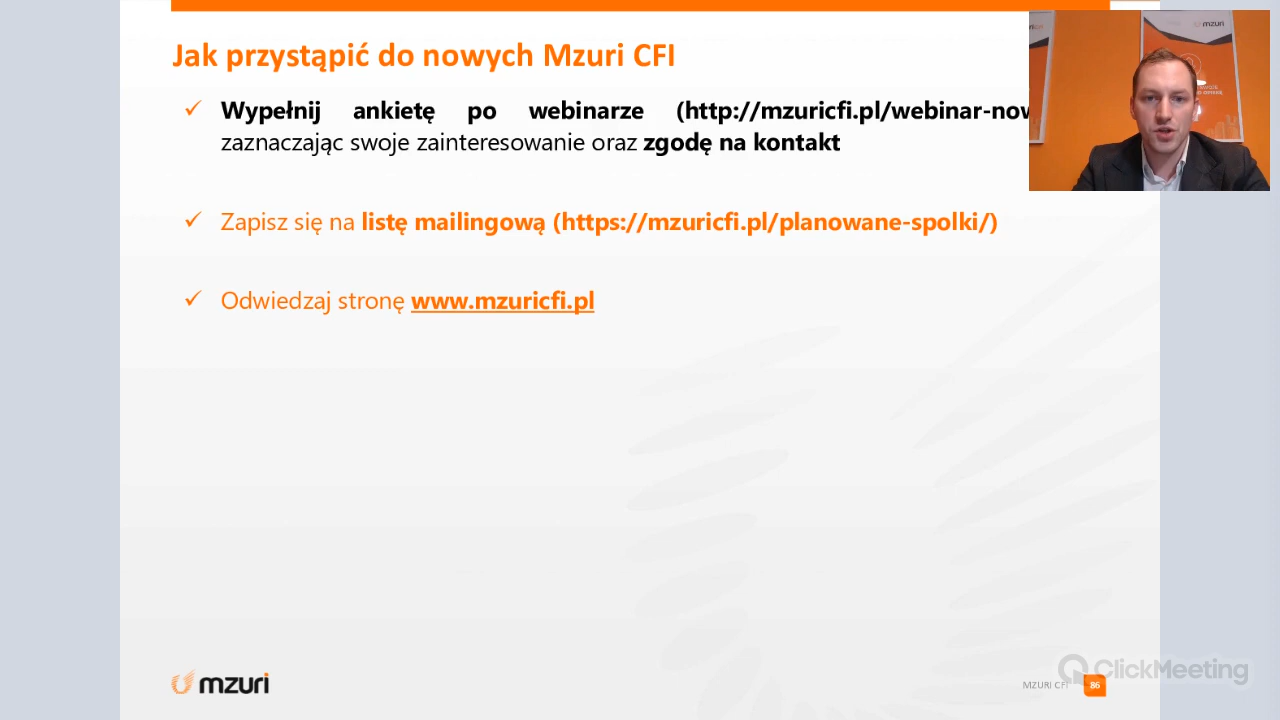 Jak przystąpić do nowych Mzuri CFI
✓ Wypełnij ankietę po webinarze (http://mzuricfi.pl/webinar-now
zaznaczając swoje zainteresowanie oraz zgodę na kontakt
✓ Zapisz się na listę mailingową (https://mzuricfi.pl/planowane-spolki/)
✓ Odwiedzaj stronę www.mzuricfi.pl
mzuri
mzuri
MZURI CFI
86
ClickMeeting